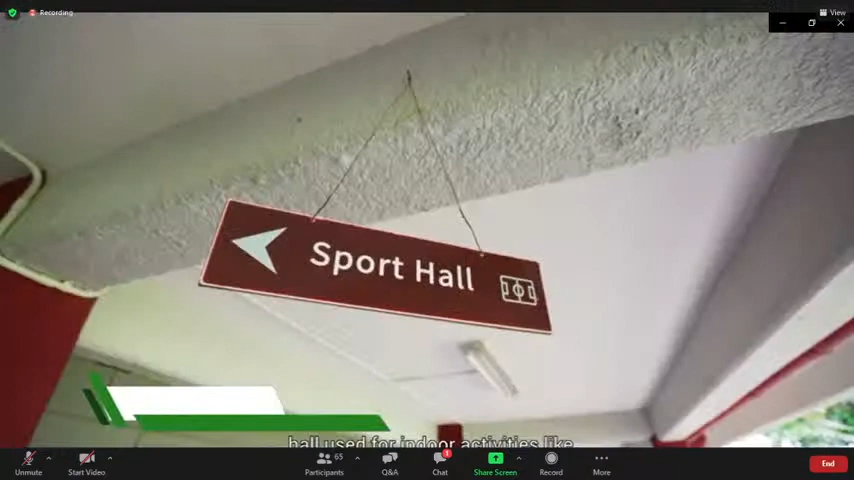 Recording
View
Sport Hall
hall used for indoor activities like
Unmute
Start Video
65
Participants
Q&A
1
Chat
Share Screen
Record
More
End